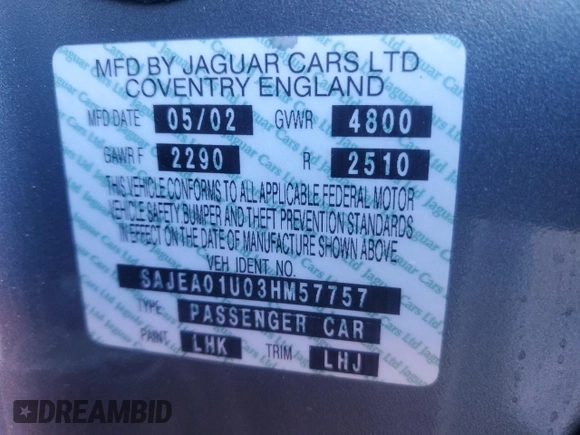 MFD BY JAGUAR CARS LTD
COVENTRY ENGLAND
MFD DATE 05/02 GVWR 4800
GAWR F 2290 R 2510
THIS VEHICLE CONFORMS TO ALL APPLICABLE FEDERAL MOTOR
VEHICLE SAFETY BUMPER AND THEFT PREVENTION STANDARDS
IN EFFECT ON THE DATE OF MANUFACTURE SHOWN ABOVE.
VEH IDENT NO.
SAJEA01U03HM57757
TYPE PASSENGER CAR
PAINT LHK TRIM LHJ
DREAMBID